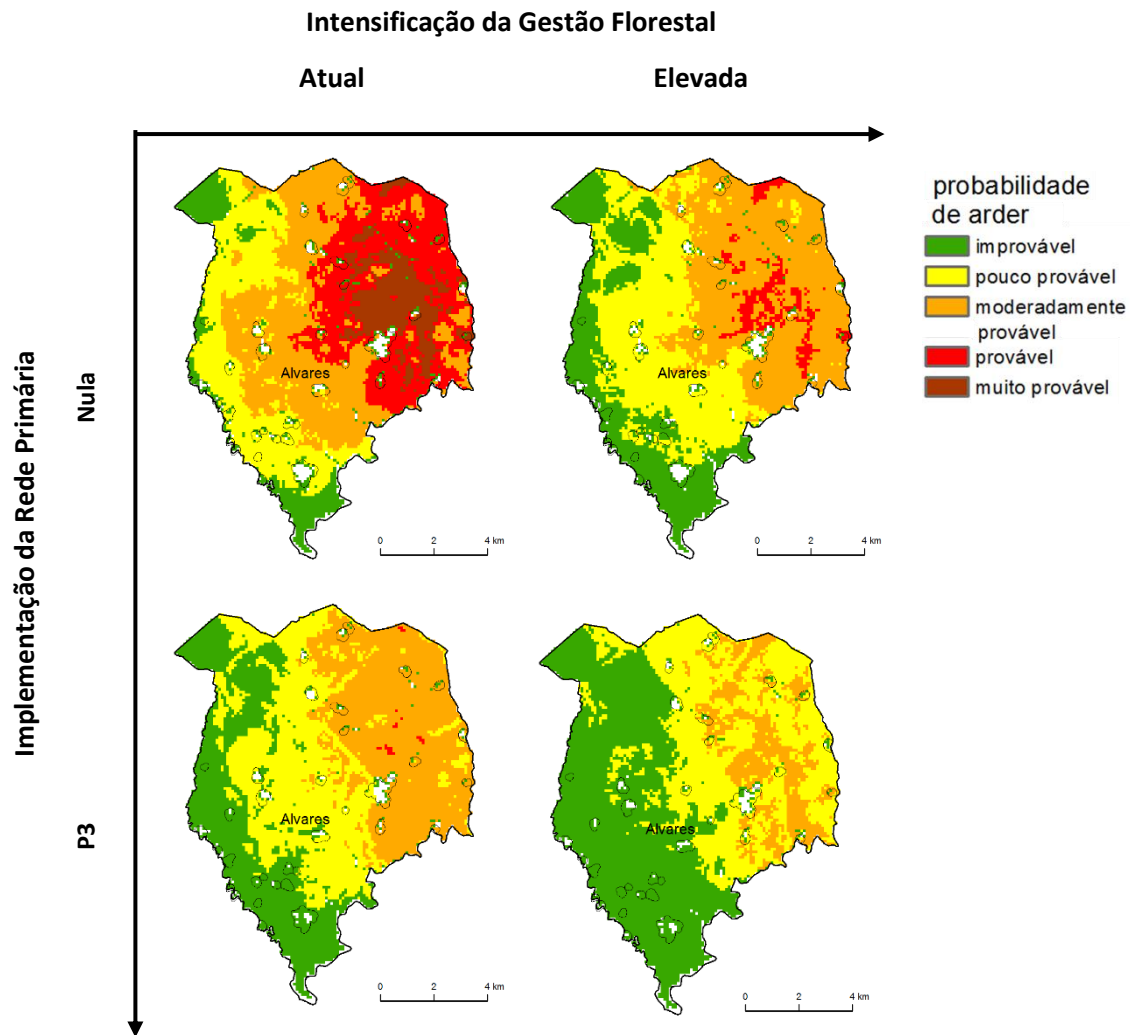 Intensificação da Gestão Florestal
Atual
Elevada
Implementação da Rede Primária
Nula
P3
Alvares
0 2 4 km
Alvares
0 2 4 km
probabilidade
de arder
improvável
pouco provável
moderadamente
provável
provável
muito provável
Alvares
0 2 4 km
Alvares
0 2 4 km